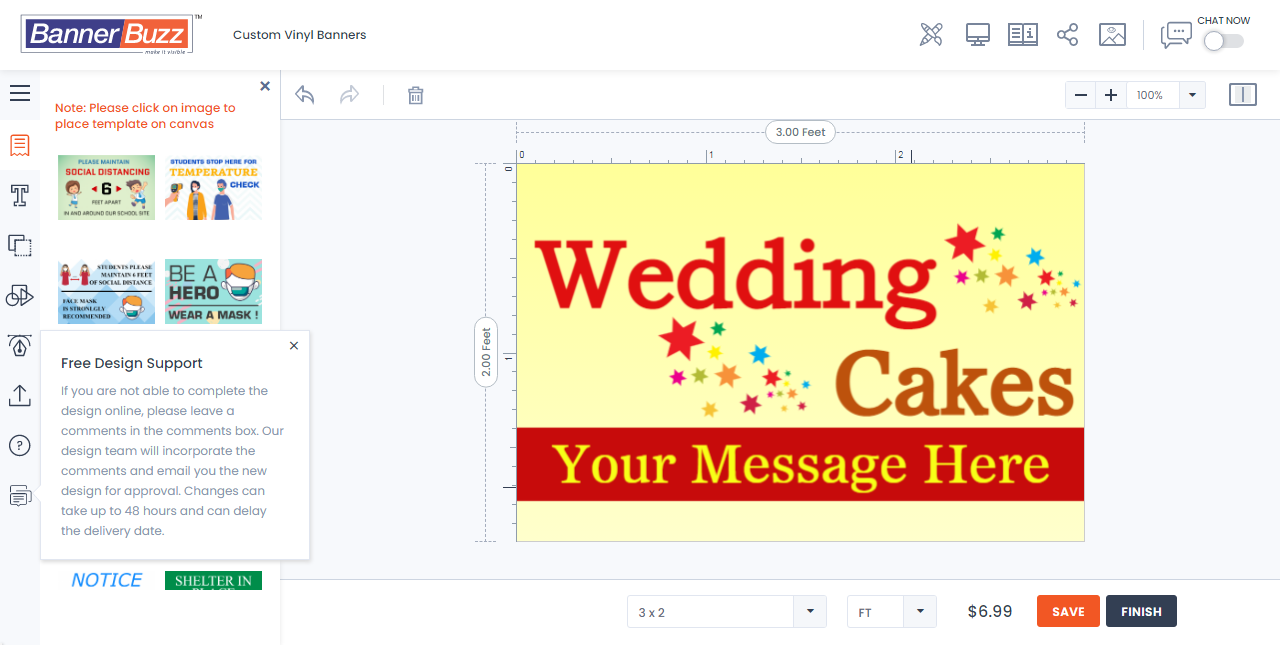 BannerBuzz™
make it visible
Custom Vinyl Banners
CHAT NOW
Note: Please click on image to
place template on canvas
100%
PLEASE MAINTAIN
SOCIAL DISTANCING
6
FEET APART
IN AND AROUND OUR SCHOOL SITE
STUDENTS STOP HERE FOR
TEMPERATURE
CHECK
STUDENTS PLEASE
MAINTAIN 6 FEET
OF SOCIAL DISTANCE
FACE MASK
IS STRONLGLY
RECOMMENDED
BE A
HERO
WEAR A MASK !
Free Design Support
If you are not able to complete the
design online, please leave a
comments in the comments box. Our
design team will incorporate the
comments and email you the new
design for approval. Changes can
take up to 48 hours and can delay
the delivery date.
NOTICE
SHELTER IN
PLACE
3.00 Feet
0 1 2
0
1
2.00 Feet
Wedding
Cakes
Your Message Here
3 x 2
FT
$6.99
SAVE
FINISH